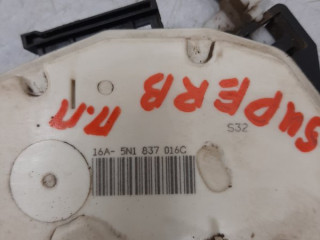 SUPERB
П.П
S32
16A- 5N1 837 016C